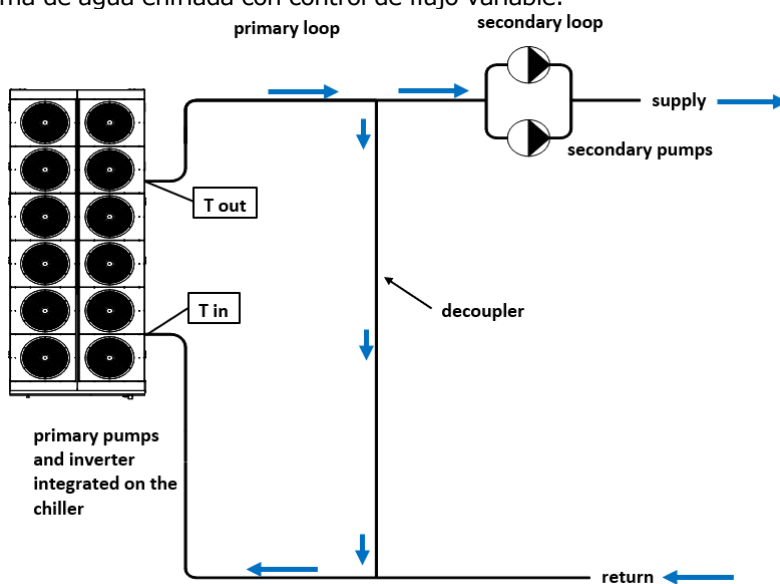 de agua enfriada con control de flujo variable.
primary loop
secondary loop
supply
secondary pumps
T out
T in
decoupler
primary pumps
and inverter
integrated on the
chiller
return